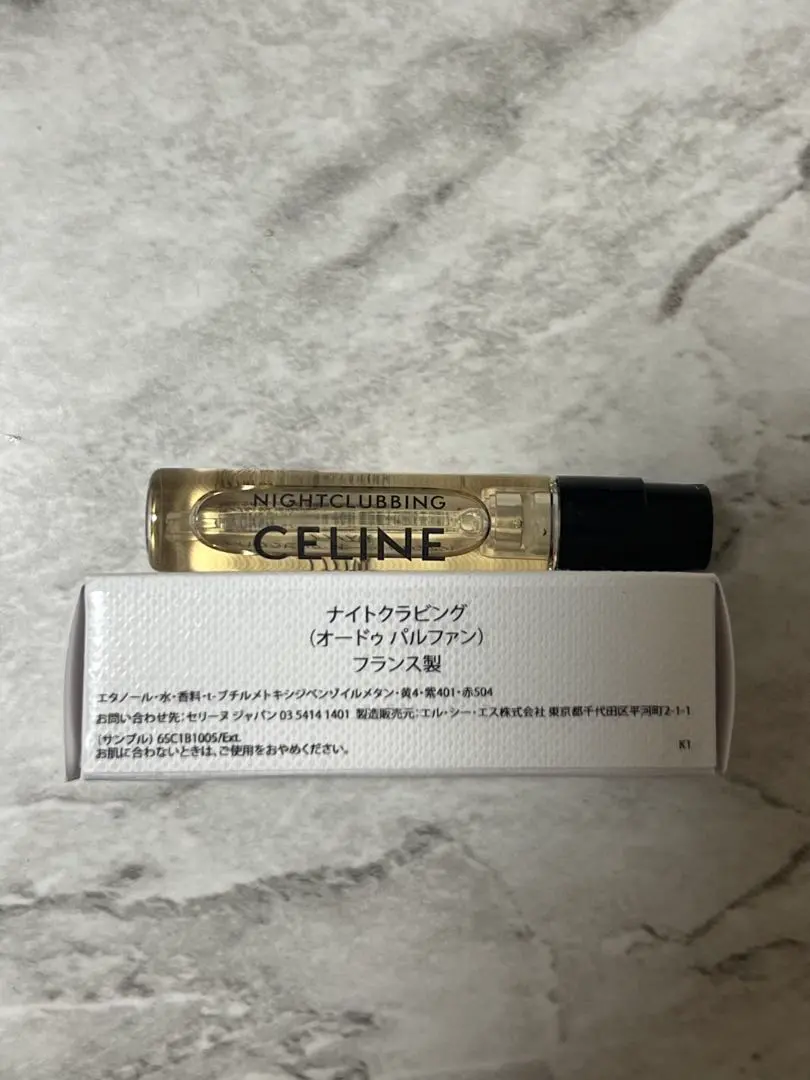 NIGHTCLUBBING
CELINE
ナイトクラビング
(オードゥ パルファン)
フランス製
エタノール・水・香料・t-ブチルメトキシジベンゾイルメタン・黄4・紫401・赤504
お問い合わせ先:セリーヌ ジャパン 03 5414 1401 製造販売元:エル・シー・エス株式会社 東京都千代田区平河町2-1-1
(サンプル) 65C1B1005/Ext.
お肌に合わないときは、ご使用をおやめください。
K1